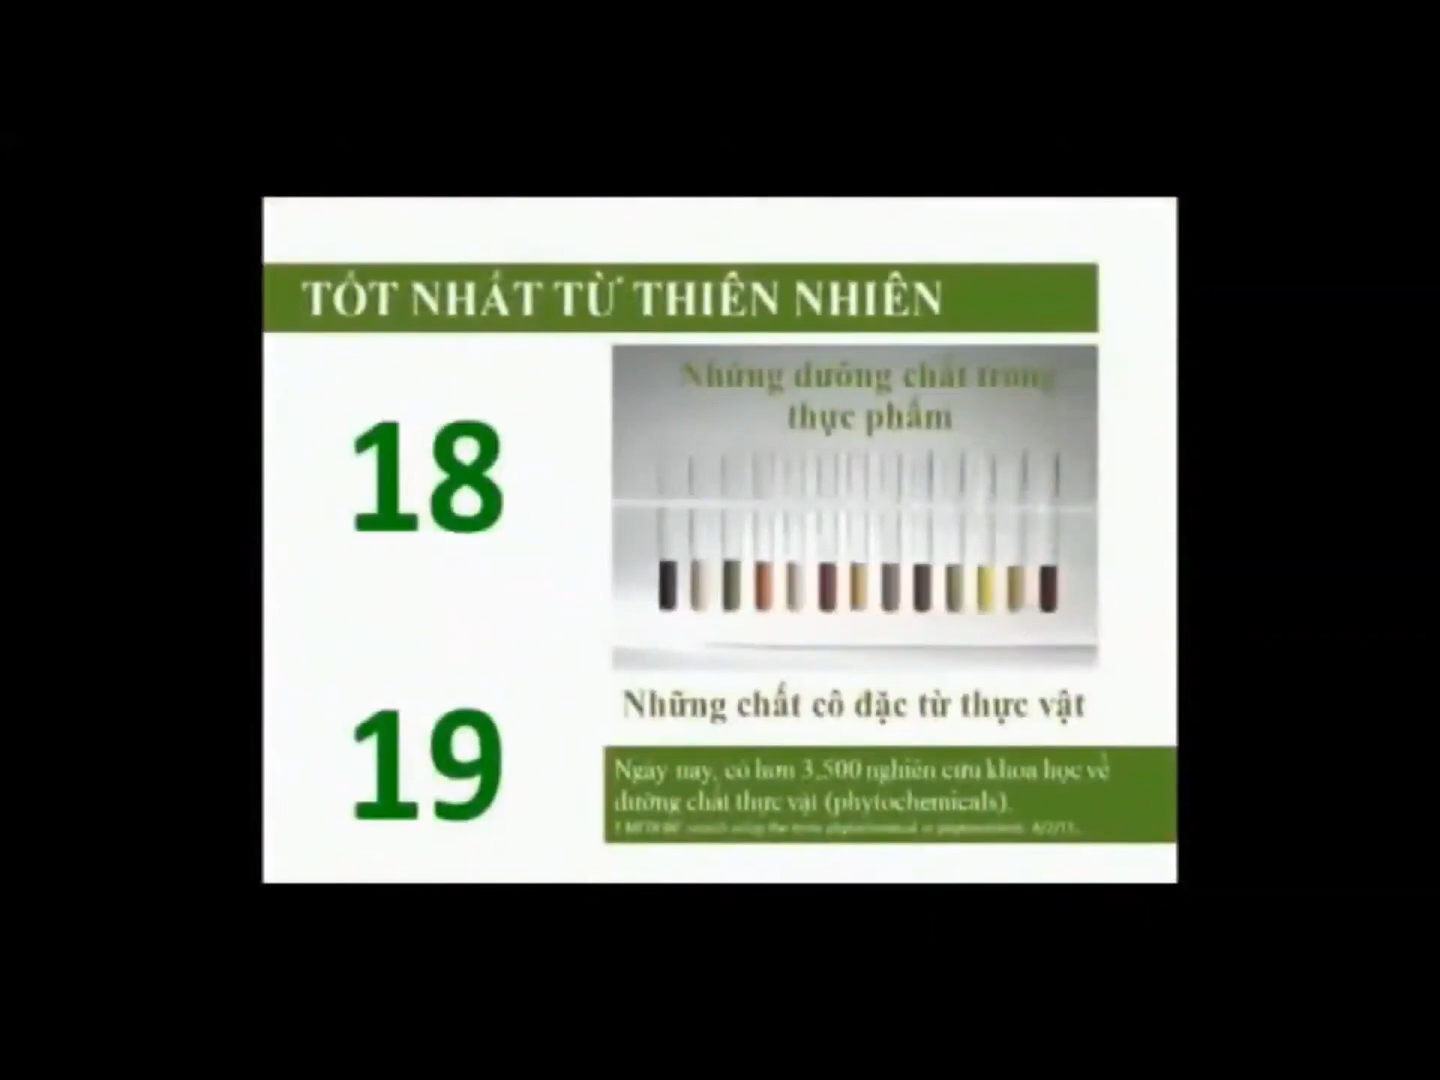 TỐT NHẤT TỪ THIÊN NHIÊN
Những dưỡng chất trong
thực phẩm
18
19
Những chất cô đặc từ thực vật
Ngày nay, có hơn 3,500 nghiên cứu khoa học về
dưỡng chất thực vật (phytochemicals).